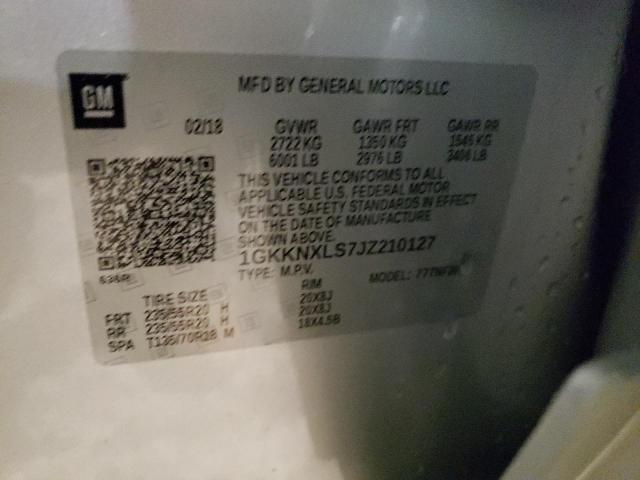 GM
MFD BY GENERAL MOTORS LLC
02/18 GVWR GAWR FRT GAWR RR
2722 KG 1350 KG 1545 KG
6001 LB 2976 LB 3406 LB
THIS VEHICLE CONFORMS TO ALL
APPLICABLE U.S. FEDERAL MOTOR
VEHICLE SAFETY STANDARDS IN EFFECT
ON THE DATE OF MANUFACTURE
SHOWN ABOVE.
1GKKNXLS7JZ210127
TYPE: M.P.V. MODEL:
TIRE SIZE RIM
FRT 235/55R20 H 20X8J
RR 235/55R20 H 20X8J
SPA T135/70R18 M 18X4.5B